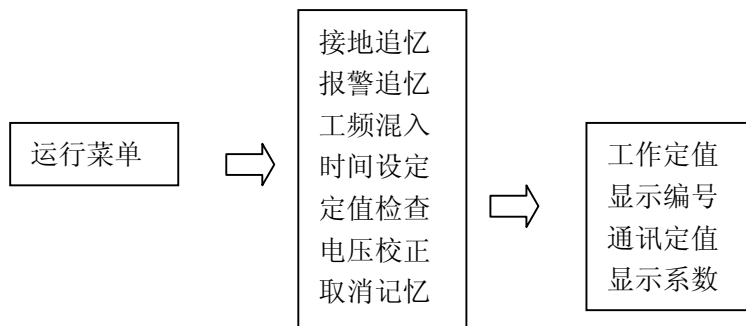 运行菜单
接地追忆
报警追忆
工频混入
时间设定
定值检查
电压校正
取消记忆
工作定值
显示编号
通讯定值
显示系数